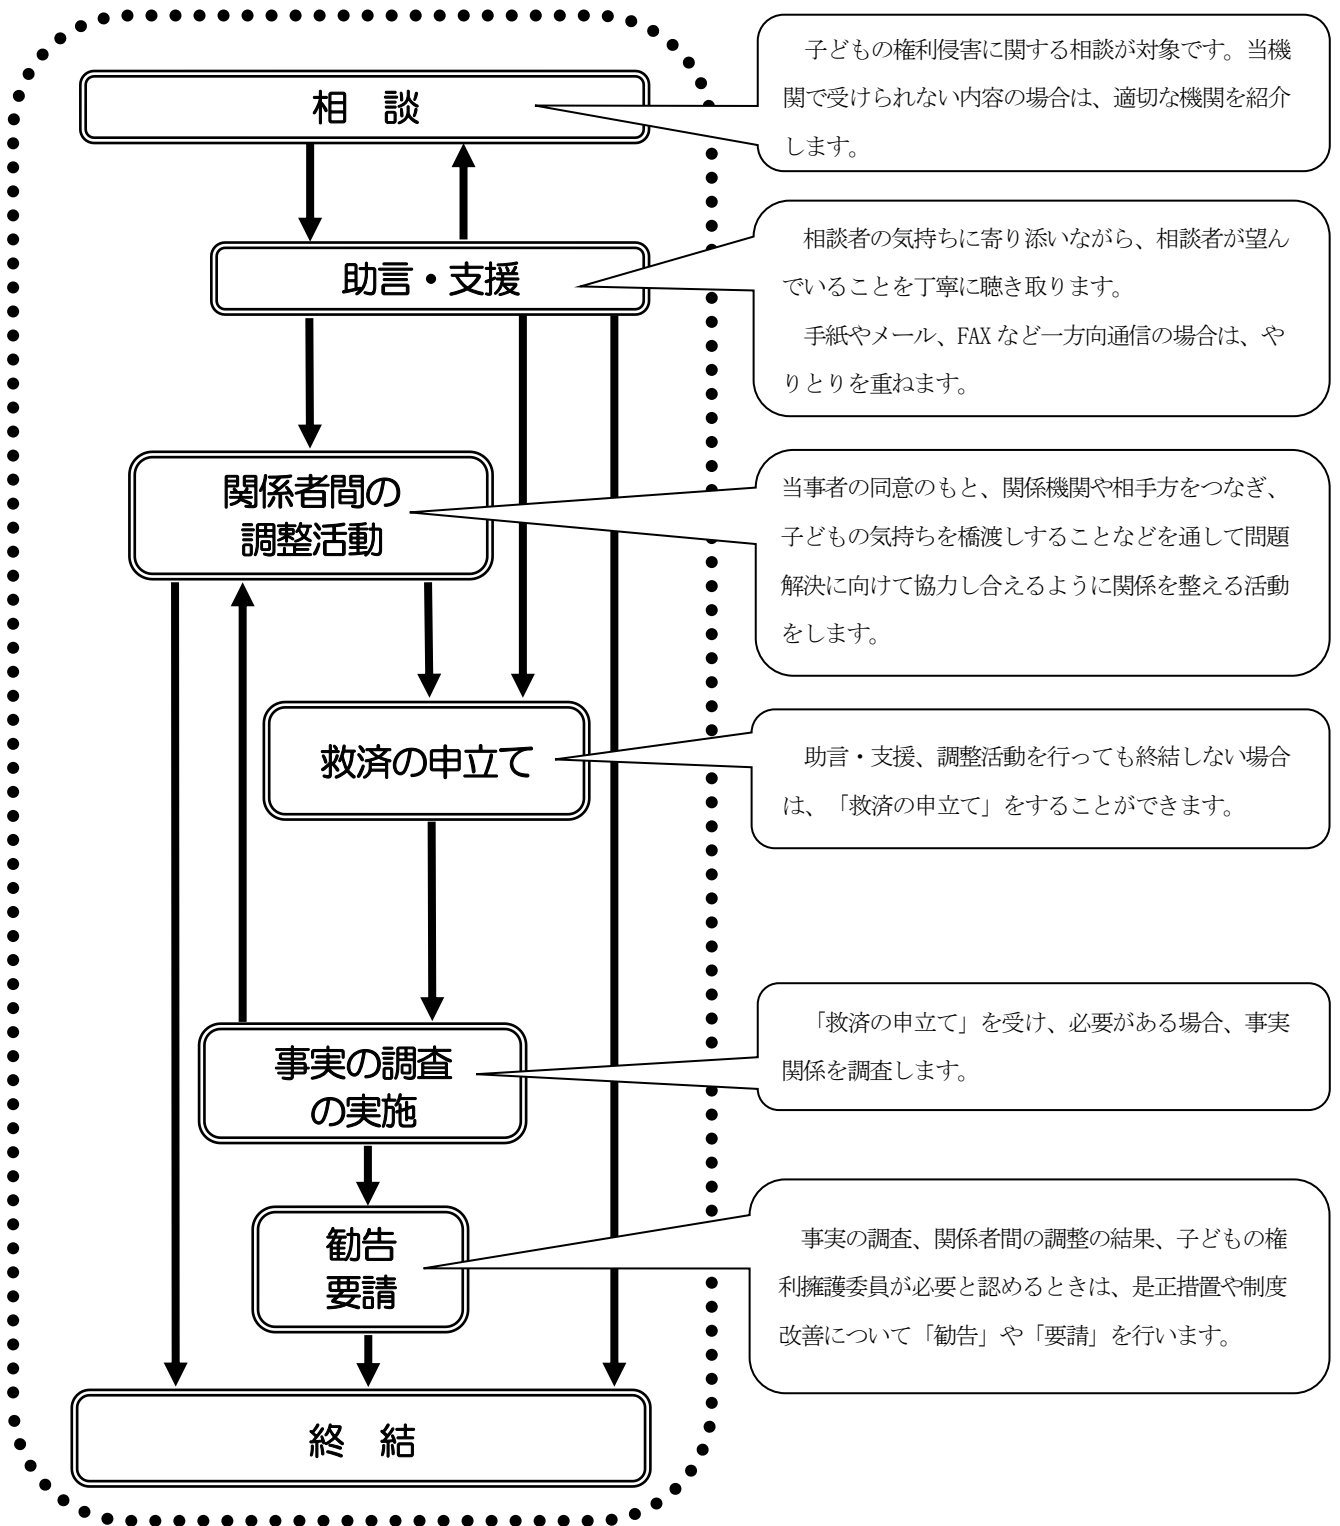 相　談
子どもの権利侵害に関する相談が対象です。当機
関で受けられない内容の場合は、適切な機関を紹介
します。
助言・支援
相談者の気持ちに寄り添いながら、相談者が望ん
でいることを丁寧に聴き取ります。
手紙やメール、FAX など一方向通信の場合は、や
りとりを重ねます。
関係者間の
調整活動
当事者の同意のもと、関係機関や相手方をつなぎ、
子どもの気持ちを橋渡しすることなどを通して問題
解決に向けて協力し合えるように関係を整える活動
をします。
救済の申立て
助言・支援、調整活動を行っても終結しない場合
は、「救済の申立て」をすることができます。
事実の調査
の実施
「救済の申立て」を受け、必要がある場合、事実
関係を調査します。
勧告
要請
事実の調査、関係者間の調整の結果、子どもの権
利擁護委員が必要と認めるときは、是正措置や制度
改善について「勧告」や「要請」を行います。
終　結